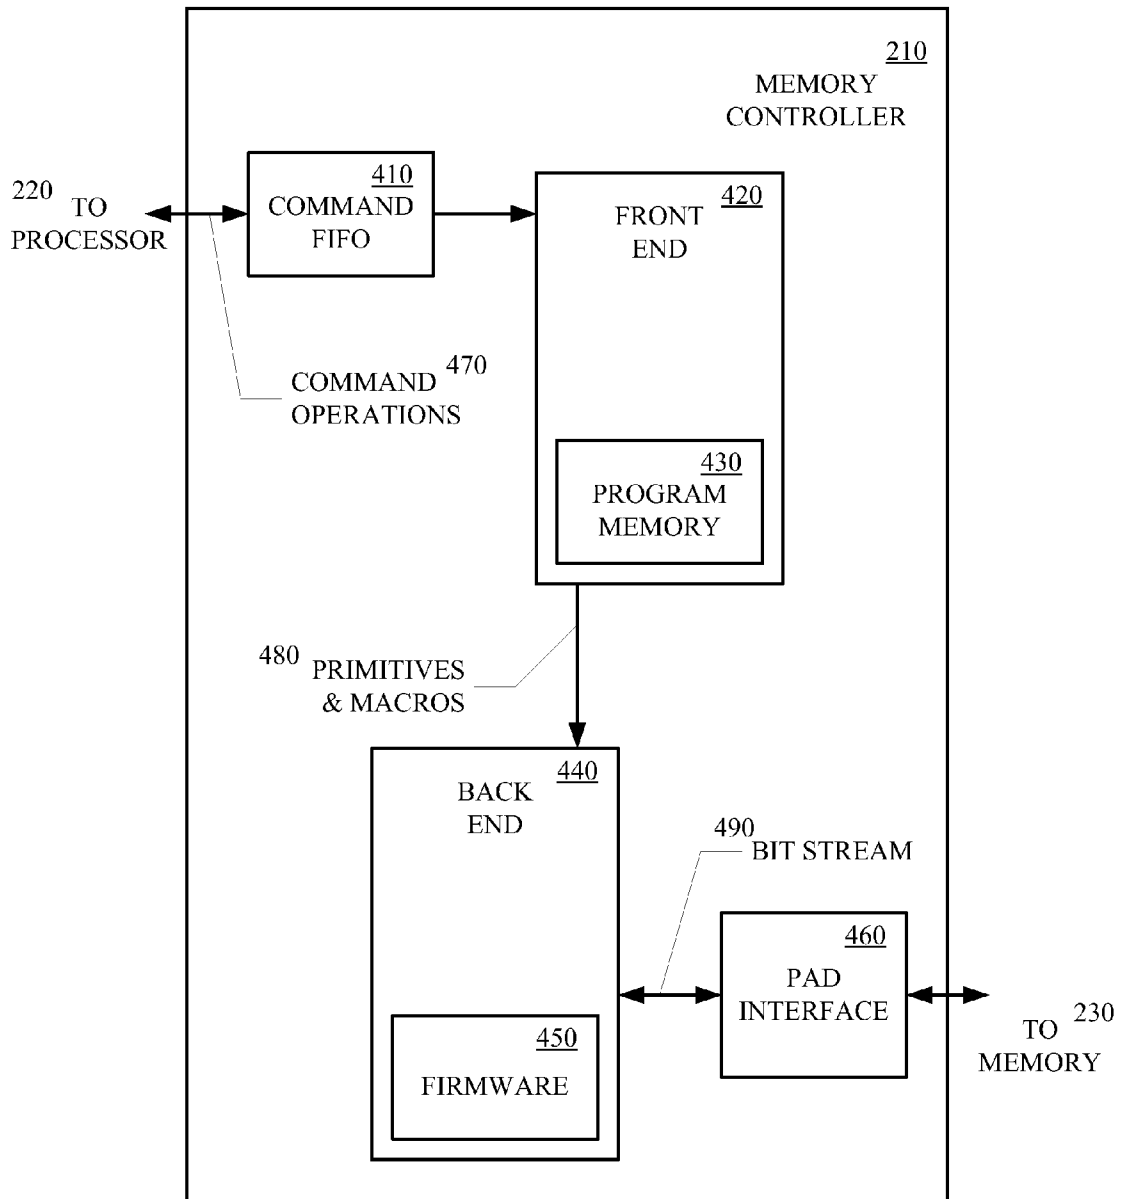 210
MEMORY
CONTROLLER
220
TO
PROCESSOR
410
COMMAND
FIFO
420
FRONT
END
470
COMMAND
OPERATIONS
430
PROGRAM
MEMORY
480
PRIMITIVES
& MACROS
440
BACK
END
490
BIT STREAM
460
PAD
INTERFACE
230
TO
MEMORY
450
FIRMWARE